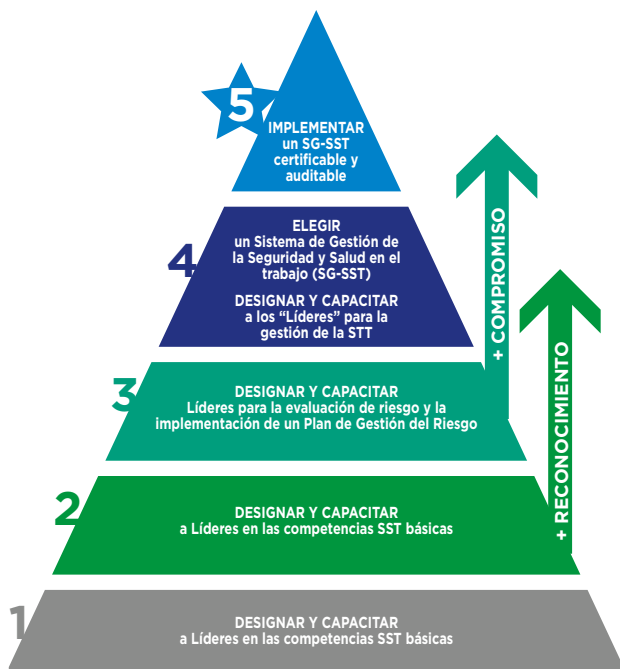 5
IMPLEMENTAR
un SG-SST
certificable y
auditable
4
ELEGIR
un Sistema de Gestión de
la Seguridad y Salud en el
trabajo (SG-SST)
DESIGNAR Y CAPACITAR
a los “Líderes” para la
gestión de la STT
+ COMPROMISO
3
DESIGNAR Y CAPACITAR
Líderes para la evaluación de riesgo y la
implementación de un Plan de Gestión del Riesgo
+ RECONOCIMIENTO
2
DESIGNAR Y CAPACITAR
a Líderes en las competencias SST básicas
1
DESIGNAR Y CAPACITAR
a Líderes en las competencias SST básicas